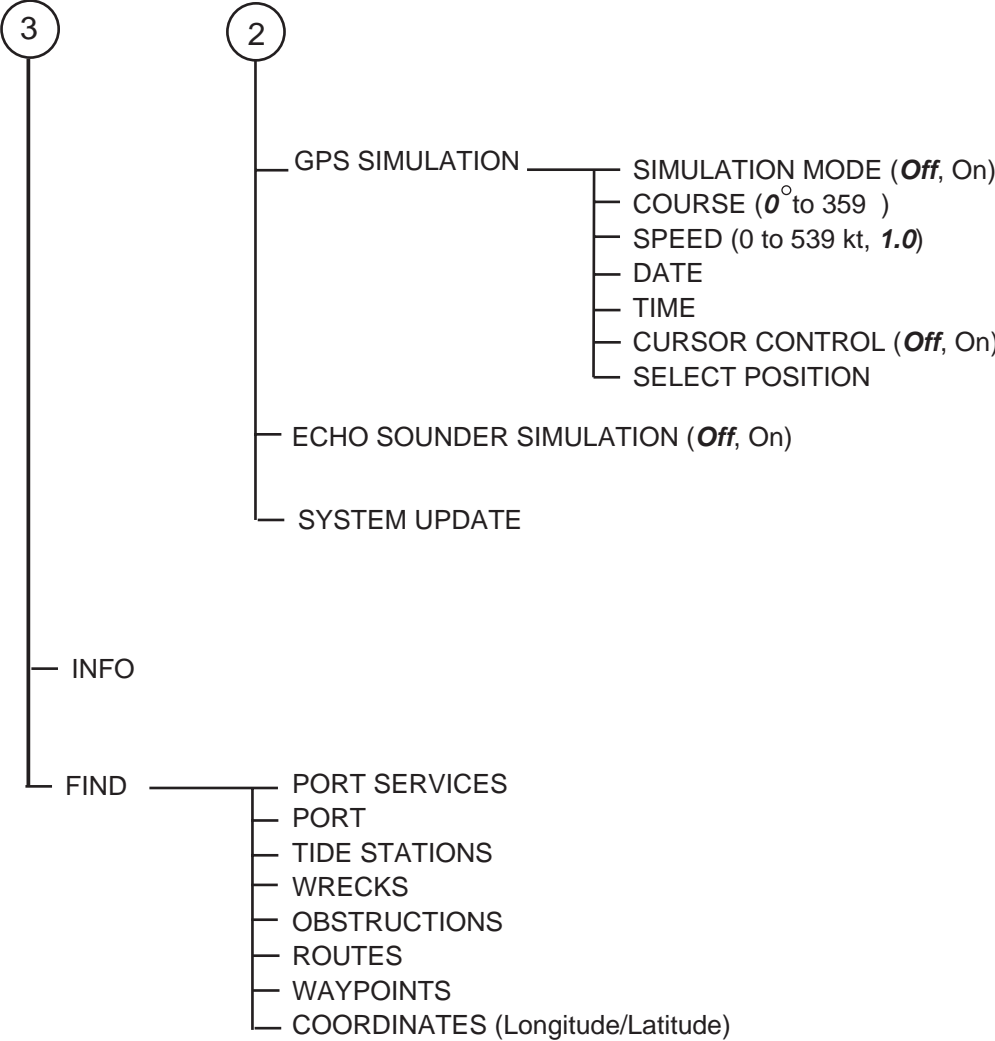 3
2
GPS SIMULATION
SIMULATION MODE (Off, On)
COURSE (0° to 359 )
SPEED (0 to 539 kt, 1.0)
DATE
TIME
CURSOR CONTROL (Off, On)
SELECT POSITION
ECHO SOUNDER SIMULATION (Off, On)
SYSTEM UPDATE
INFO
FIND
PORT SERVICES
PORT
TIDE STATIONS
WRECKS
OBSTRUCTIONS
ROUTES
WAYPOINTS
COORDINATES (Longitude/Latitude)